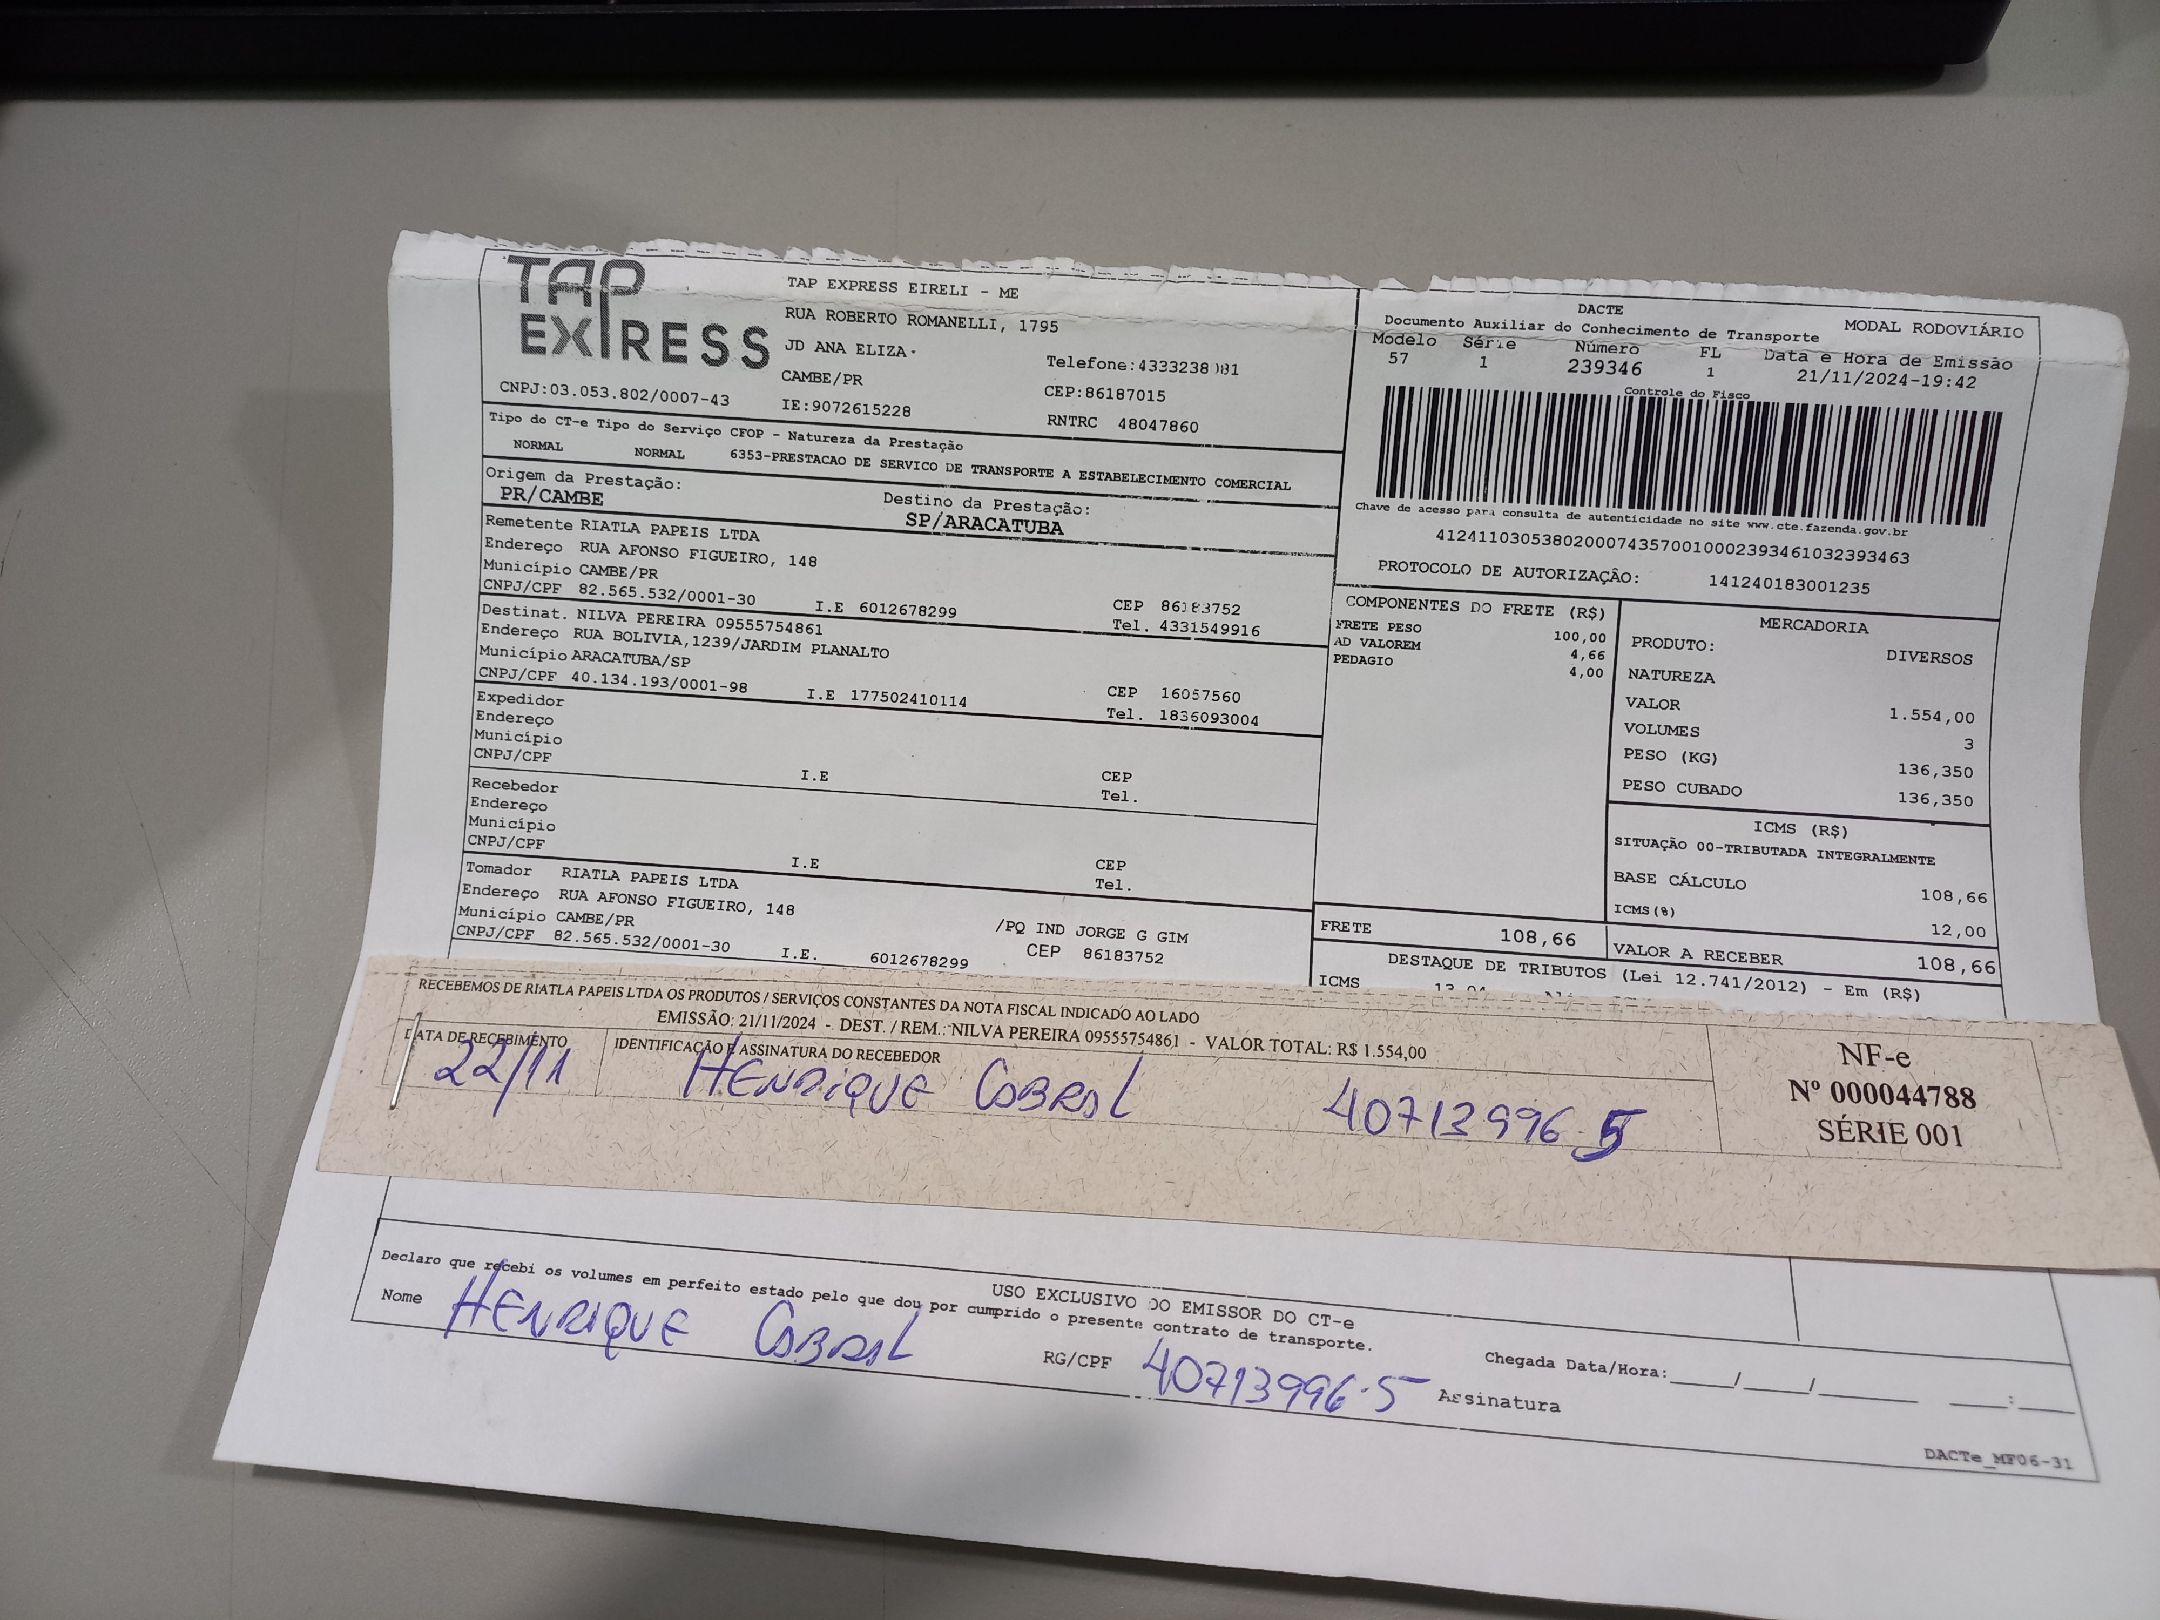 TAP
EXPRESS
CNPJ:03.053.802/0007-43
TAP EXPRESS EIRELI - ME
RUA ROBERTO ROMANELLI, 1795
JD ANA ELIZA
CAMBE/PR
IE:9072615228
Telefone:4333238
CEP:86187015
RNTRC 48047860
DACTE
Documento Auxiliar do Conhecimento de Transporte
MODAL RODOVIÁRIO
Modelo Série Número FL Data e Hora de Emissão
57 1 239346 1 21/11/2024-19:42
Controle do Fisco
Chave de acesso para consulta de autenticidade no site www.cte.fazenda.gov.br
41241103053802000743570010002393461032393463
PROTOCOLO DE AUTORIZAÇÃO: 141240183001235
Tipo do CT-e Tipo do Serviço CFOP - Natureza da Prestação
NORMAL NORMAL 6353-PRESTACAO DE SERVICO DE TRANSPORTE A ESTABELECIMENTO COMERCIAL
Origem da Prestação: Destino da Prestação:
PR/CAMBE SP/ARACATUBA
Remetente RIATLA PAPEIS LTDA
Endereço RUA AFONSO FIGUEIRO, 148
Município CAMBE/PR CEP 86183752
CNPJ/CPF 82.565.532/0001-30 I.E 6012678299 Tel. 4331549916
Destinat. NILVA PEREIRA 09555754861
Endereço RUA BOLIVIA,1239/JARDIM PLANALTO
Município ARACATUBA/SP CEP 16057560
CNPJ/CPF 40.134.193/0001-98 I.E 177502410114 Tel. 1836093004
Expedidor
Endereço
Município CEP
CNPJ/CPF I.E Tel.
Recebedor
Endereço
Município CEP
CNPJ/CPF I.E Tel.
Tomador RIATLA PAPEIS LTDA
Endereço RUA AFONSO FIGUEIRO, 148 /PQ IND JORGE G GIM
Município CAMBE/PR CEP 86183752
CNPJ/CPF 82.565.532/0001-30 I.E. 6012678299
COMPONENTES DO FRETE (R$)
FRETE PESO 100,00
AD VALOREM 4,66
PEDAGIO 4,00
MERCADORIA
PRODUTO: DIVERSOS
NATUREZA
VALOR 1.554,00
VOLUMES 3
PESO (KG) 136,350
PESO CUBADO 136,350
ICMS (R$)
SITUAÇÃO 00-TRIBUTADA INTEGRALMENTE
BASE CÁLCULO 108,66
ICMS(%) 12,00
FRETE 108,66
VALOR A RECEBER 108,66
DESTAQUE DE TRIBUTOS (Lei 12.741/2012) - Em (R$)
ICMS
RECEBEMOS DE RIATLA PAPEIS LTDA OS PRODUTOS / SERVIÇOS CONSTANTES DA NOTA FISCAL INDICADO AO LADO
EMISSÃO: 21/11/2024 - DEST. / REM.: NILVA PEREIRA 09555754861 - VALOR TOTAL: R$ 1.554,00
DATA DE RECEBIMENTO IDENTIFICAÇÃO E ASSINATURA DO RECEBEDOR
22/11 HENRIQUE CABRAL 40713996-5
NF-e
Nº 000044788
SÉRIE 001
USO EXCLUSIVO DO EMISSOR DO CT-e
Declaro que recebi os volumes em perfeito estado pelo que dou por cumprido o presente contrato de transporte.
Nome HENRIQUE CABRAL RG/CPF 40713996-5 Assinatura
Chegada Data/Hora:____/____/______ ___:___
DACTe_MF06-31